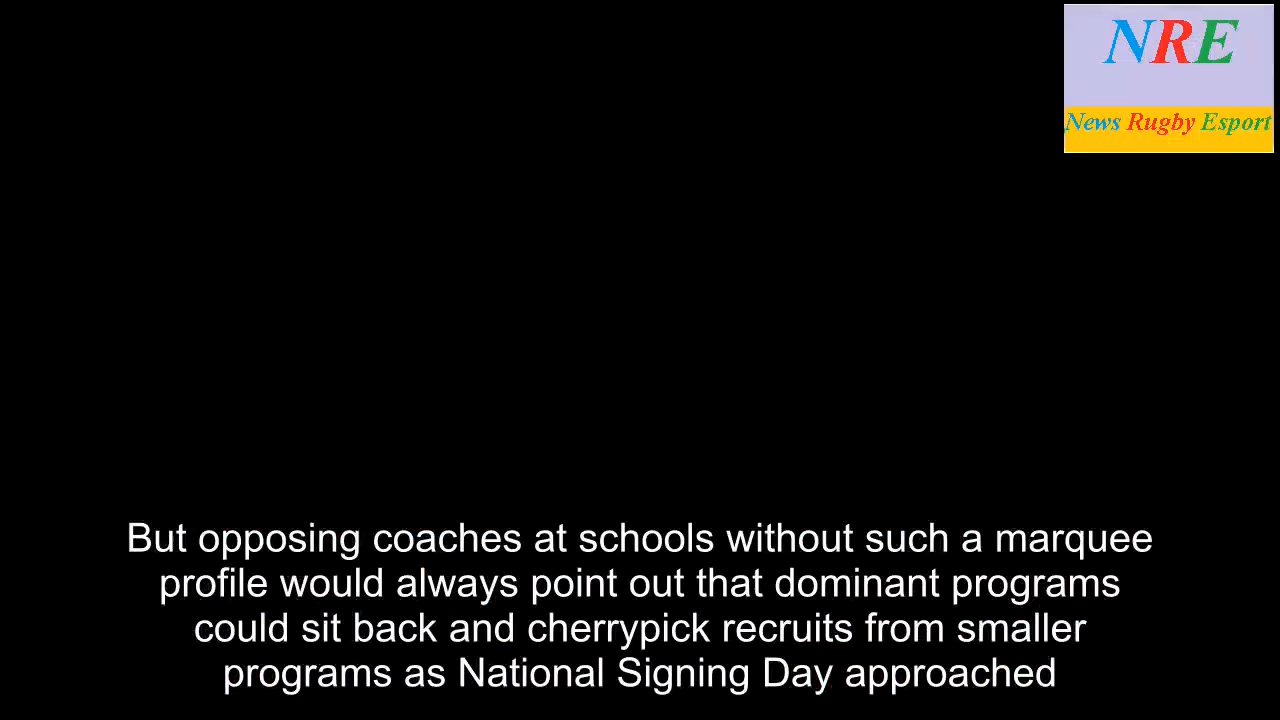 NRE
News Rugby Esport
But opposing coaches at schools without such a marquee
profile would always point out that dominant programs
could sit back and cherrypick recruits from smaller
programs as National Signing Day approached